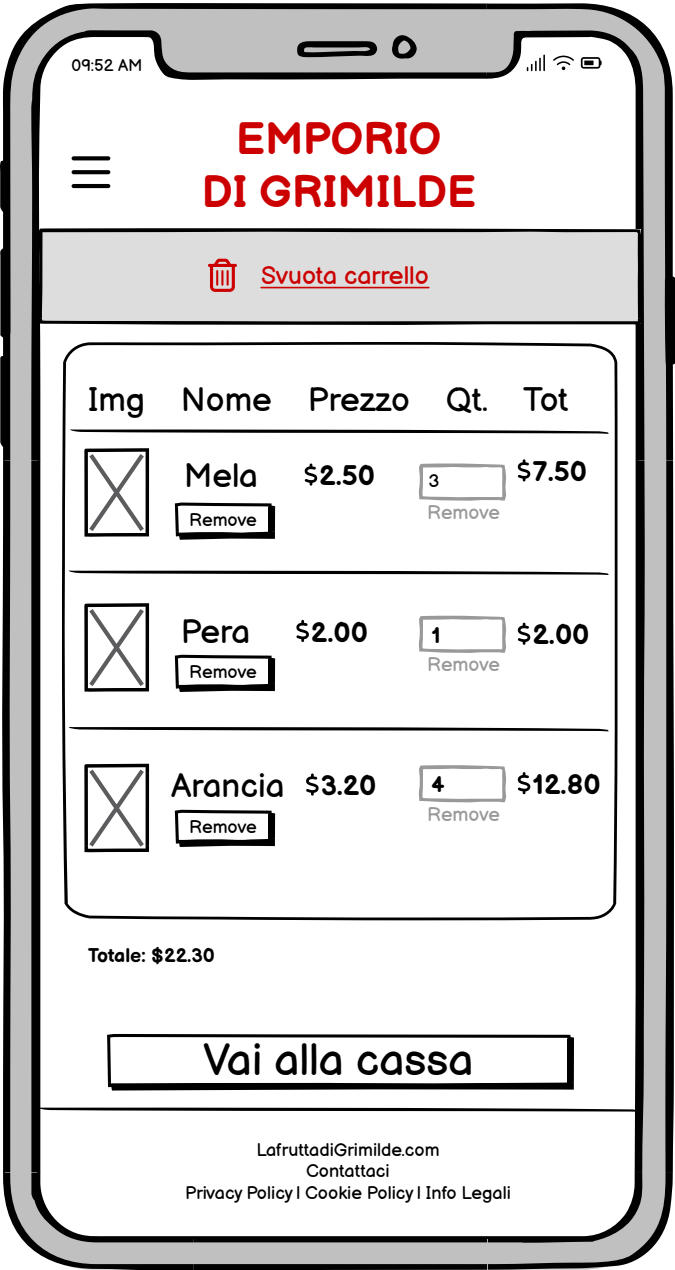 09:52 AM
EMPORIO
DI GRIMILDE
Svuota carrello
Img Nome Prezzo Qt. Tot
Mela $2.50 3 $7.50
Remove Remove
Pera $2.00 1 $2.00
Remove Remove
Arancia $3.20 4 $12.80
Remove Remove
Totale: $22.30
Vai alla cassa
LafruttadiGrimilde.com
Contattaci
Privacy Policy | Cookie Policy | Info Legali